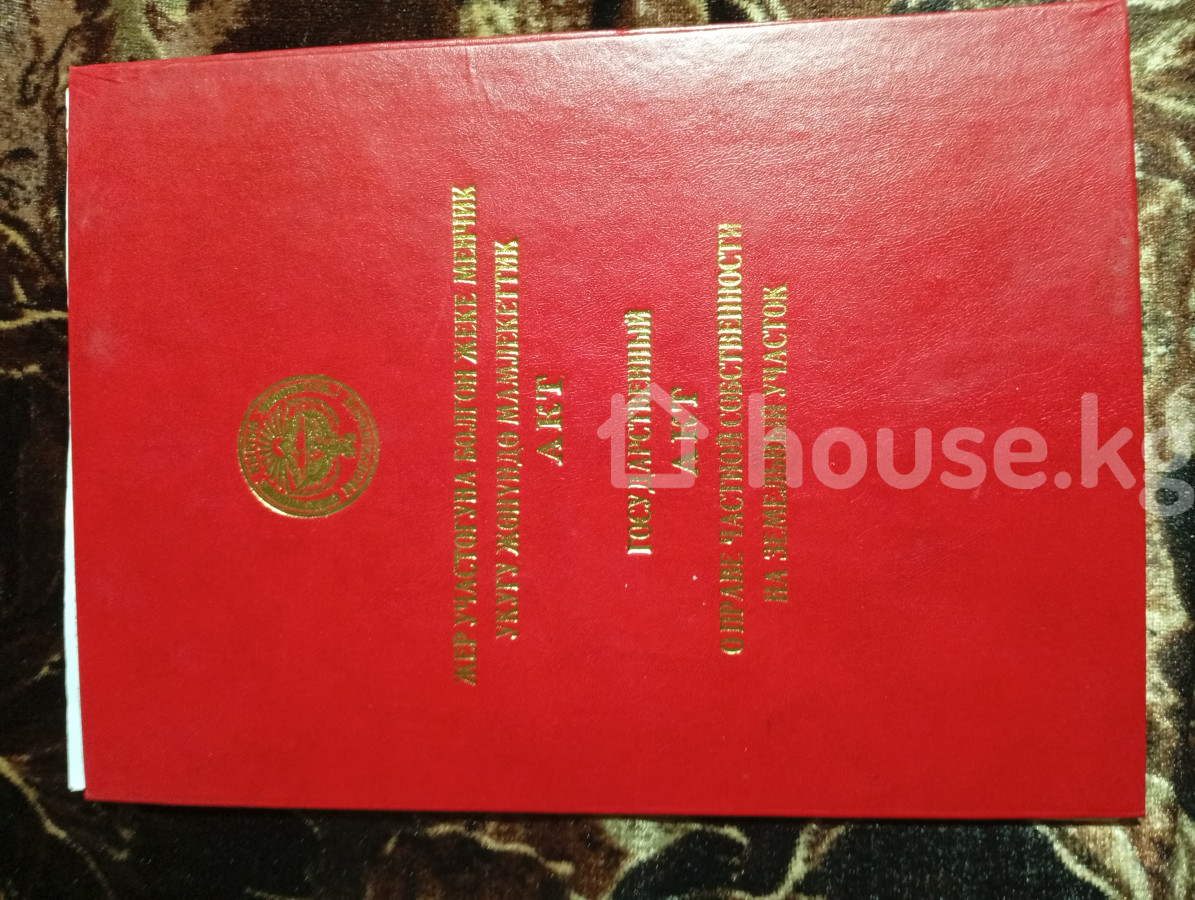 ЖЕР УЧАСТОГУНА БОЛГОН ЖЕКЕ МЕНЧИК
УКУГУ ЖӨНҮНДӨ МАМЛЕКЕТТИК
АКТ
ГОСУДАРСТВЕННЫЙ
АКТ
О ПРАВЕ ЧАСТНОЙ СОБСТВЕННОСТИ
НА ЗЕМЕЛЬНЫЙ УЧАСТОК
house.kg